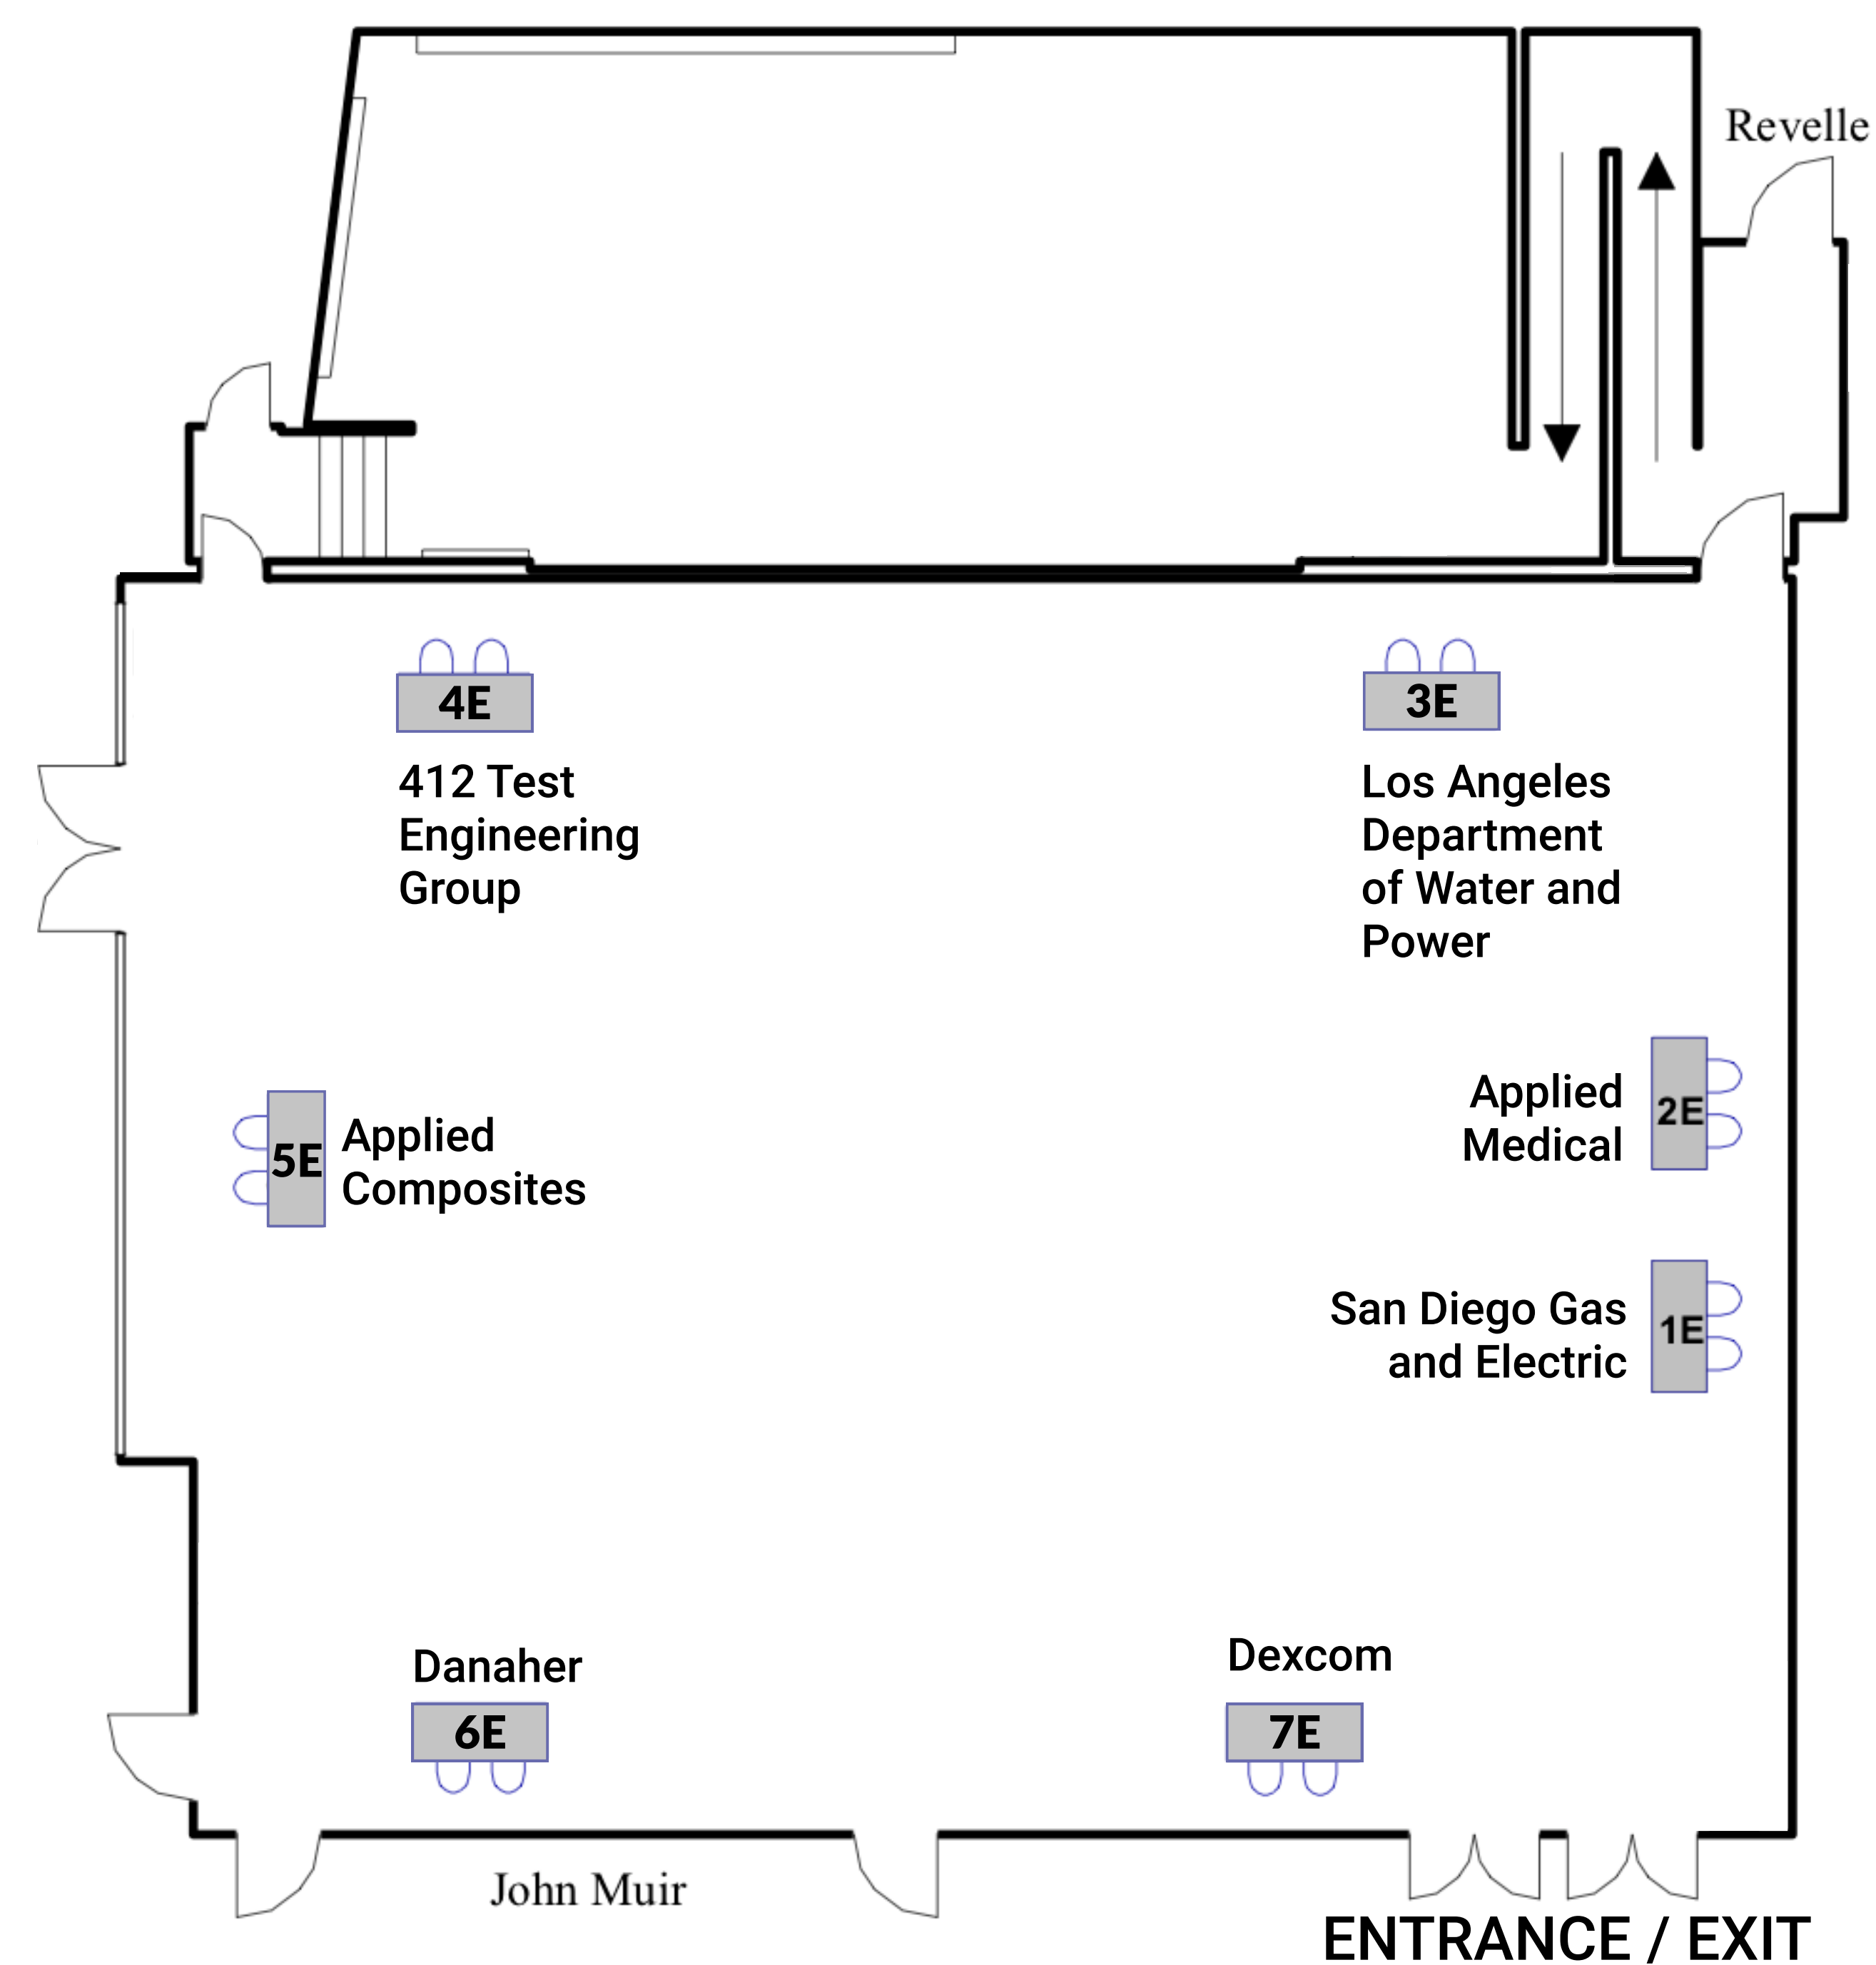 Revelle
4E
412 Test
Engineering
Group
3E
Los Angeles
Department
of Water and
Power
2E
Applied
Medical
5E
Applied
Composites
1E
San Diego Gas
and Electric
Danaher
6E
Dexcom
7E
John Muir
ENTRANCE / EXIT